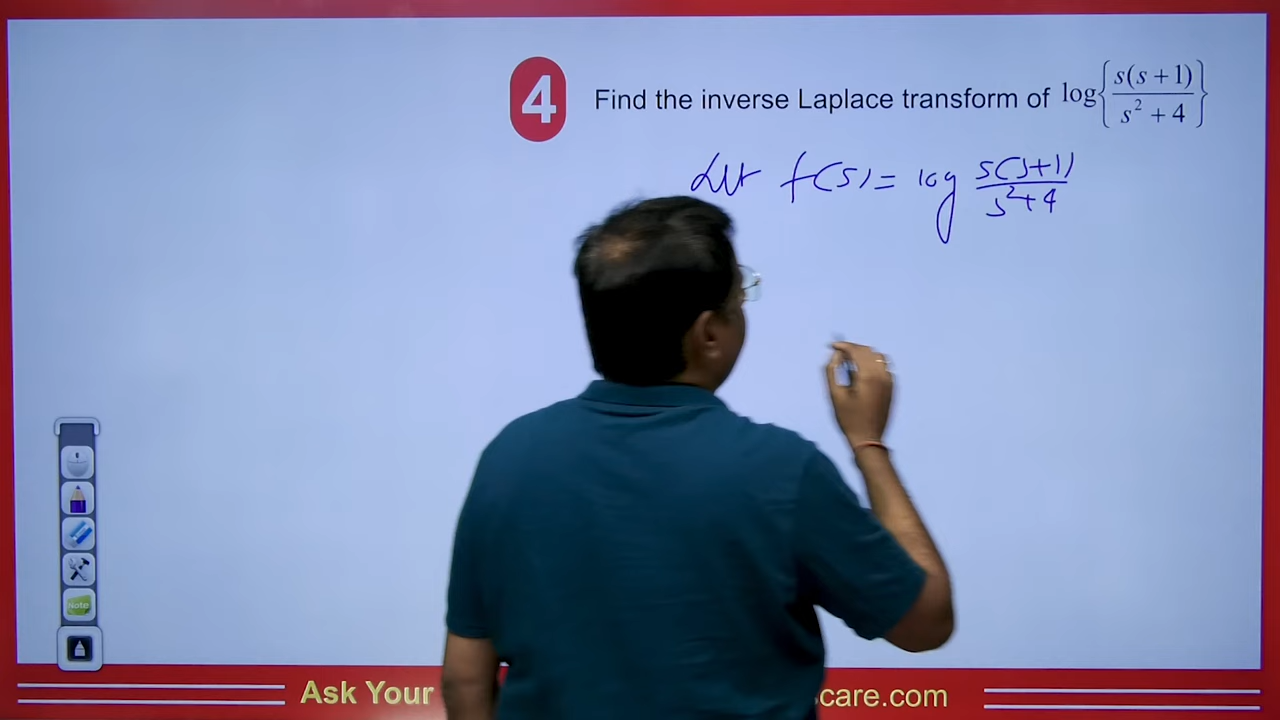 4 Find the inverse Laplace transform of log{s(s + 1)/(s² + 4)}
Let f(s) = log s(s+1)/(s²+4)
Note
Ask Your care.com